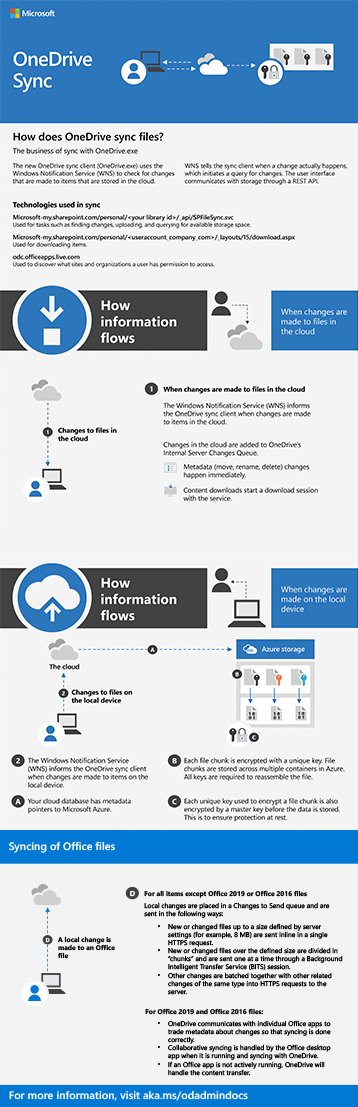 Microsoft
OneDrive
Sync
How does OneDrive sync files?
The business of sync with OneDrive.exe
The new OneDrive sync client (OneDrive.exe) uses the
Windows Notification Service (WNS) to check for changes
that are made to items that are stored in the cloud.
WNS tells the sync client when a change actually happens,
which initiates a query for changes. The user interface
communicates with storage through a REST API.
Technologies used in sync
Microsoft-my.sharepoint.com/personal/<your library id>/_api/SPFileSync.svc
Used for tasks such as finding changes, uploading, and querying for available storage space.
Microsoft-my.sharepoint.com/personal/<useraccount_company_com>/_layouts/15/download.aspx
Used for downloading items.
odc.officeapps.live.com
Used to discover what sites and organizations a user has permission to access.
How
information
flows
When changes are
made to files in
the cloud
1
Changes to files in
the cloud
1 When changes are made to files in the cloud
The Windows Notification Service (WNS) informs
the OneDrive sync client when changes are made
to items in the cloud.
Changes in the cloud are added to OneDrive's
Internal Server Changes Queue.
Metadata (move, rename, delete) changes
happen immediately.
Content downloads start a download session
with the service.
How
information
flows
When changes are
made on the local
device
The cloud
A
Azure storage
2 Changes to files on
the local device
B
C
2 The Windows Notification Service
(WNS) informs the OneDrive sync client
when changes are made to items on the
local device.
A Your cloud database has metadata
pointers to Microsoft Azure.
B Each file chunk is encrypted with a unique key. File
chunks are stored across multiple containers in Azure.
All keys are required to reassemble the file.
C Each unique key used to encrypt a file chunk is also
encrypted by a master key before the data is stored.
This is to ensure protection at rest.
Syncing of Office files
D
A local change is
made to an Office
file
D For all items except Office 2019 or Office 2016 files
Local changes are placed in a Changes to Send queue and are
sent in the following ways:
• New or changed files up to a size defined by server
settings (for example, 8 MB) are sent inline in a single
HTTPS request.
• New or changed files over the defined size are divided in
"chunks" and are sent one at a time through a Background
Intelligent Transfer Service (BITS) session.
• Other changes are batched together with other related
changes of the same type into HTTPS requests to the
server.
For Office 2019 and Office 2016 files:
• OneDrive communicates with individual Office apps to
trade metadata about changes so that syncing is done
correctly.
• Collaborative syncing is handled by the Office desktop
app when it is running and syncing with OneDrive.
• If an Office app is not actively running, OneDrive will
handle the content transfer.
For more information, visit aka.ms/odadmindocs